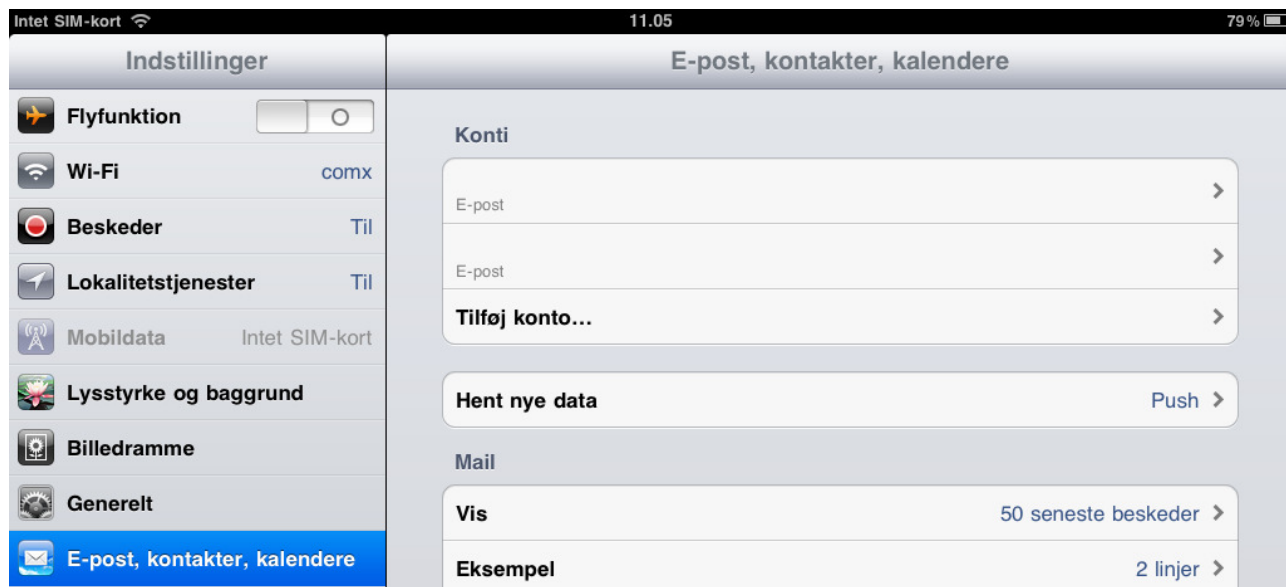 Intet SIM-kort 11.05 79 %
Indstillinger
Flyfunktion
Wi-Fi comx
Beskeder Til
Lokalitetstjenester Til
Mobildata Intet SIM-kort
Lysstyrke og baggrund
Billedramme
Generelt
E-post, kontakter, kalendere
E-post, kontakter, kalendere
Konti
E-post
E-post
Tilføj konto...
Hent nye data Push
Mail
Vis 50 seneste beskeder
Eksempel 2 linjer